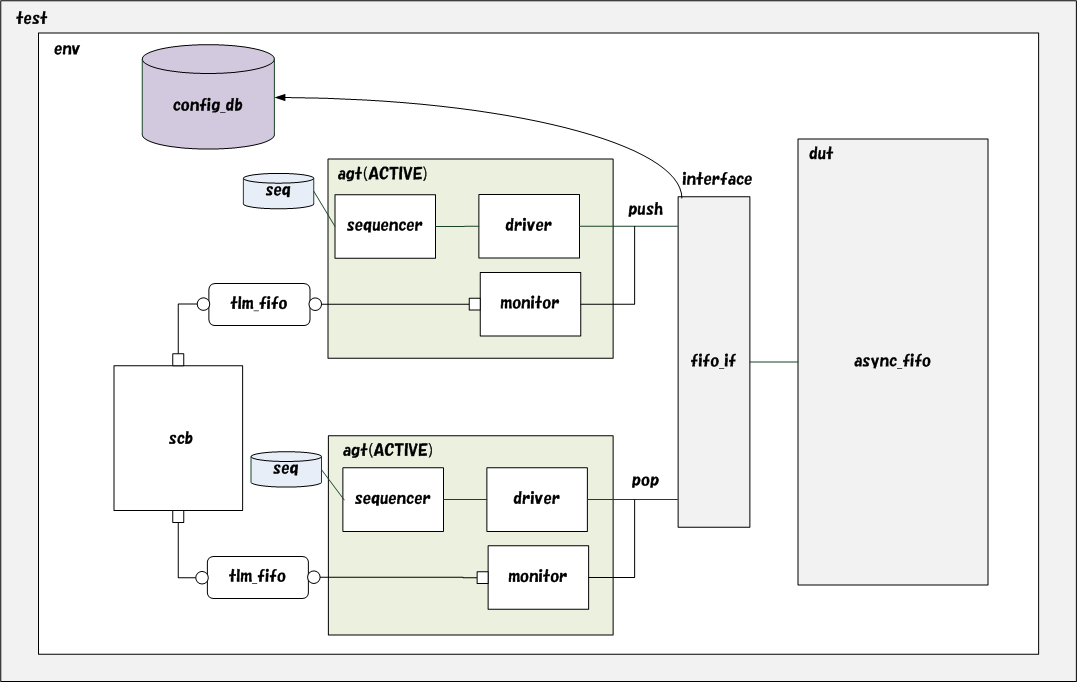 test
env
config_db
dut
agt(ACTIVE)
interface
seq
push
sequencer
driver
tlm_fifo
monitor
fifo_if
async_fifo
scb
agt(ACTIVE)
seq
pop
sequencer
driver
tlm_fifo
monitor